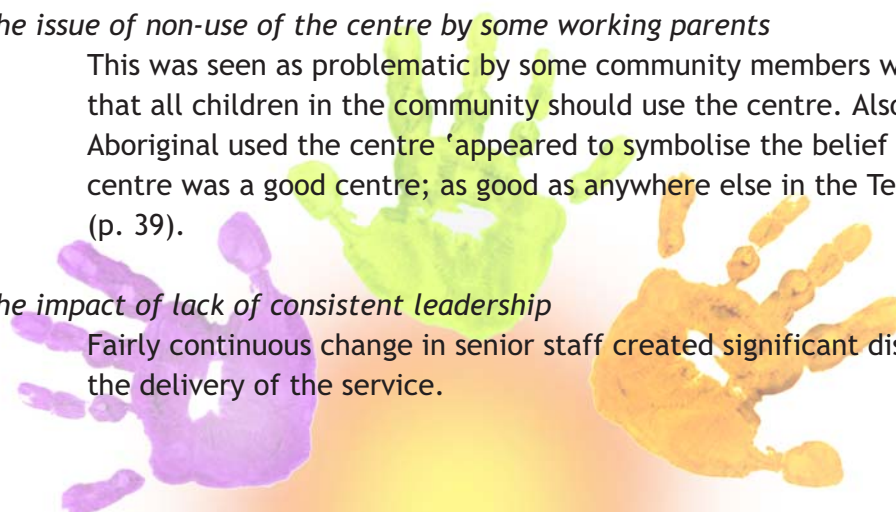 he issue of non-use of the centre by some working parents
This was seen as problematic by some community members w
that all children in the community should use the centre. Also
Aboriginal used the centre ‘appeared to symbolise the belief
centre was a good centre; as good as anywhere else in the Te
(p. 39).
he impact of lack of consistent leadership
Fairly continuous change in senior staff created significant dis
the delivery of the service.